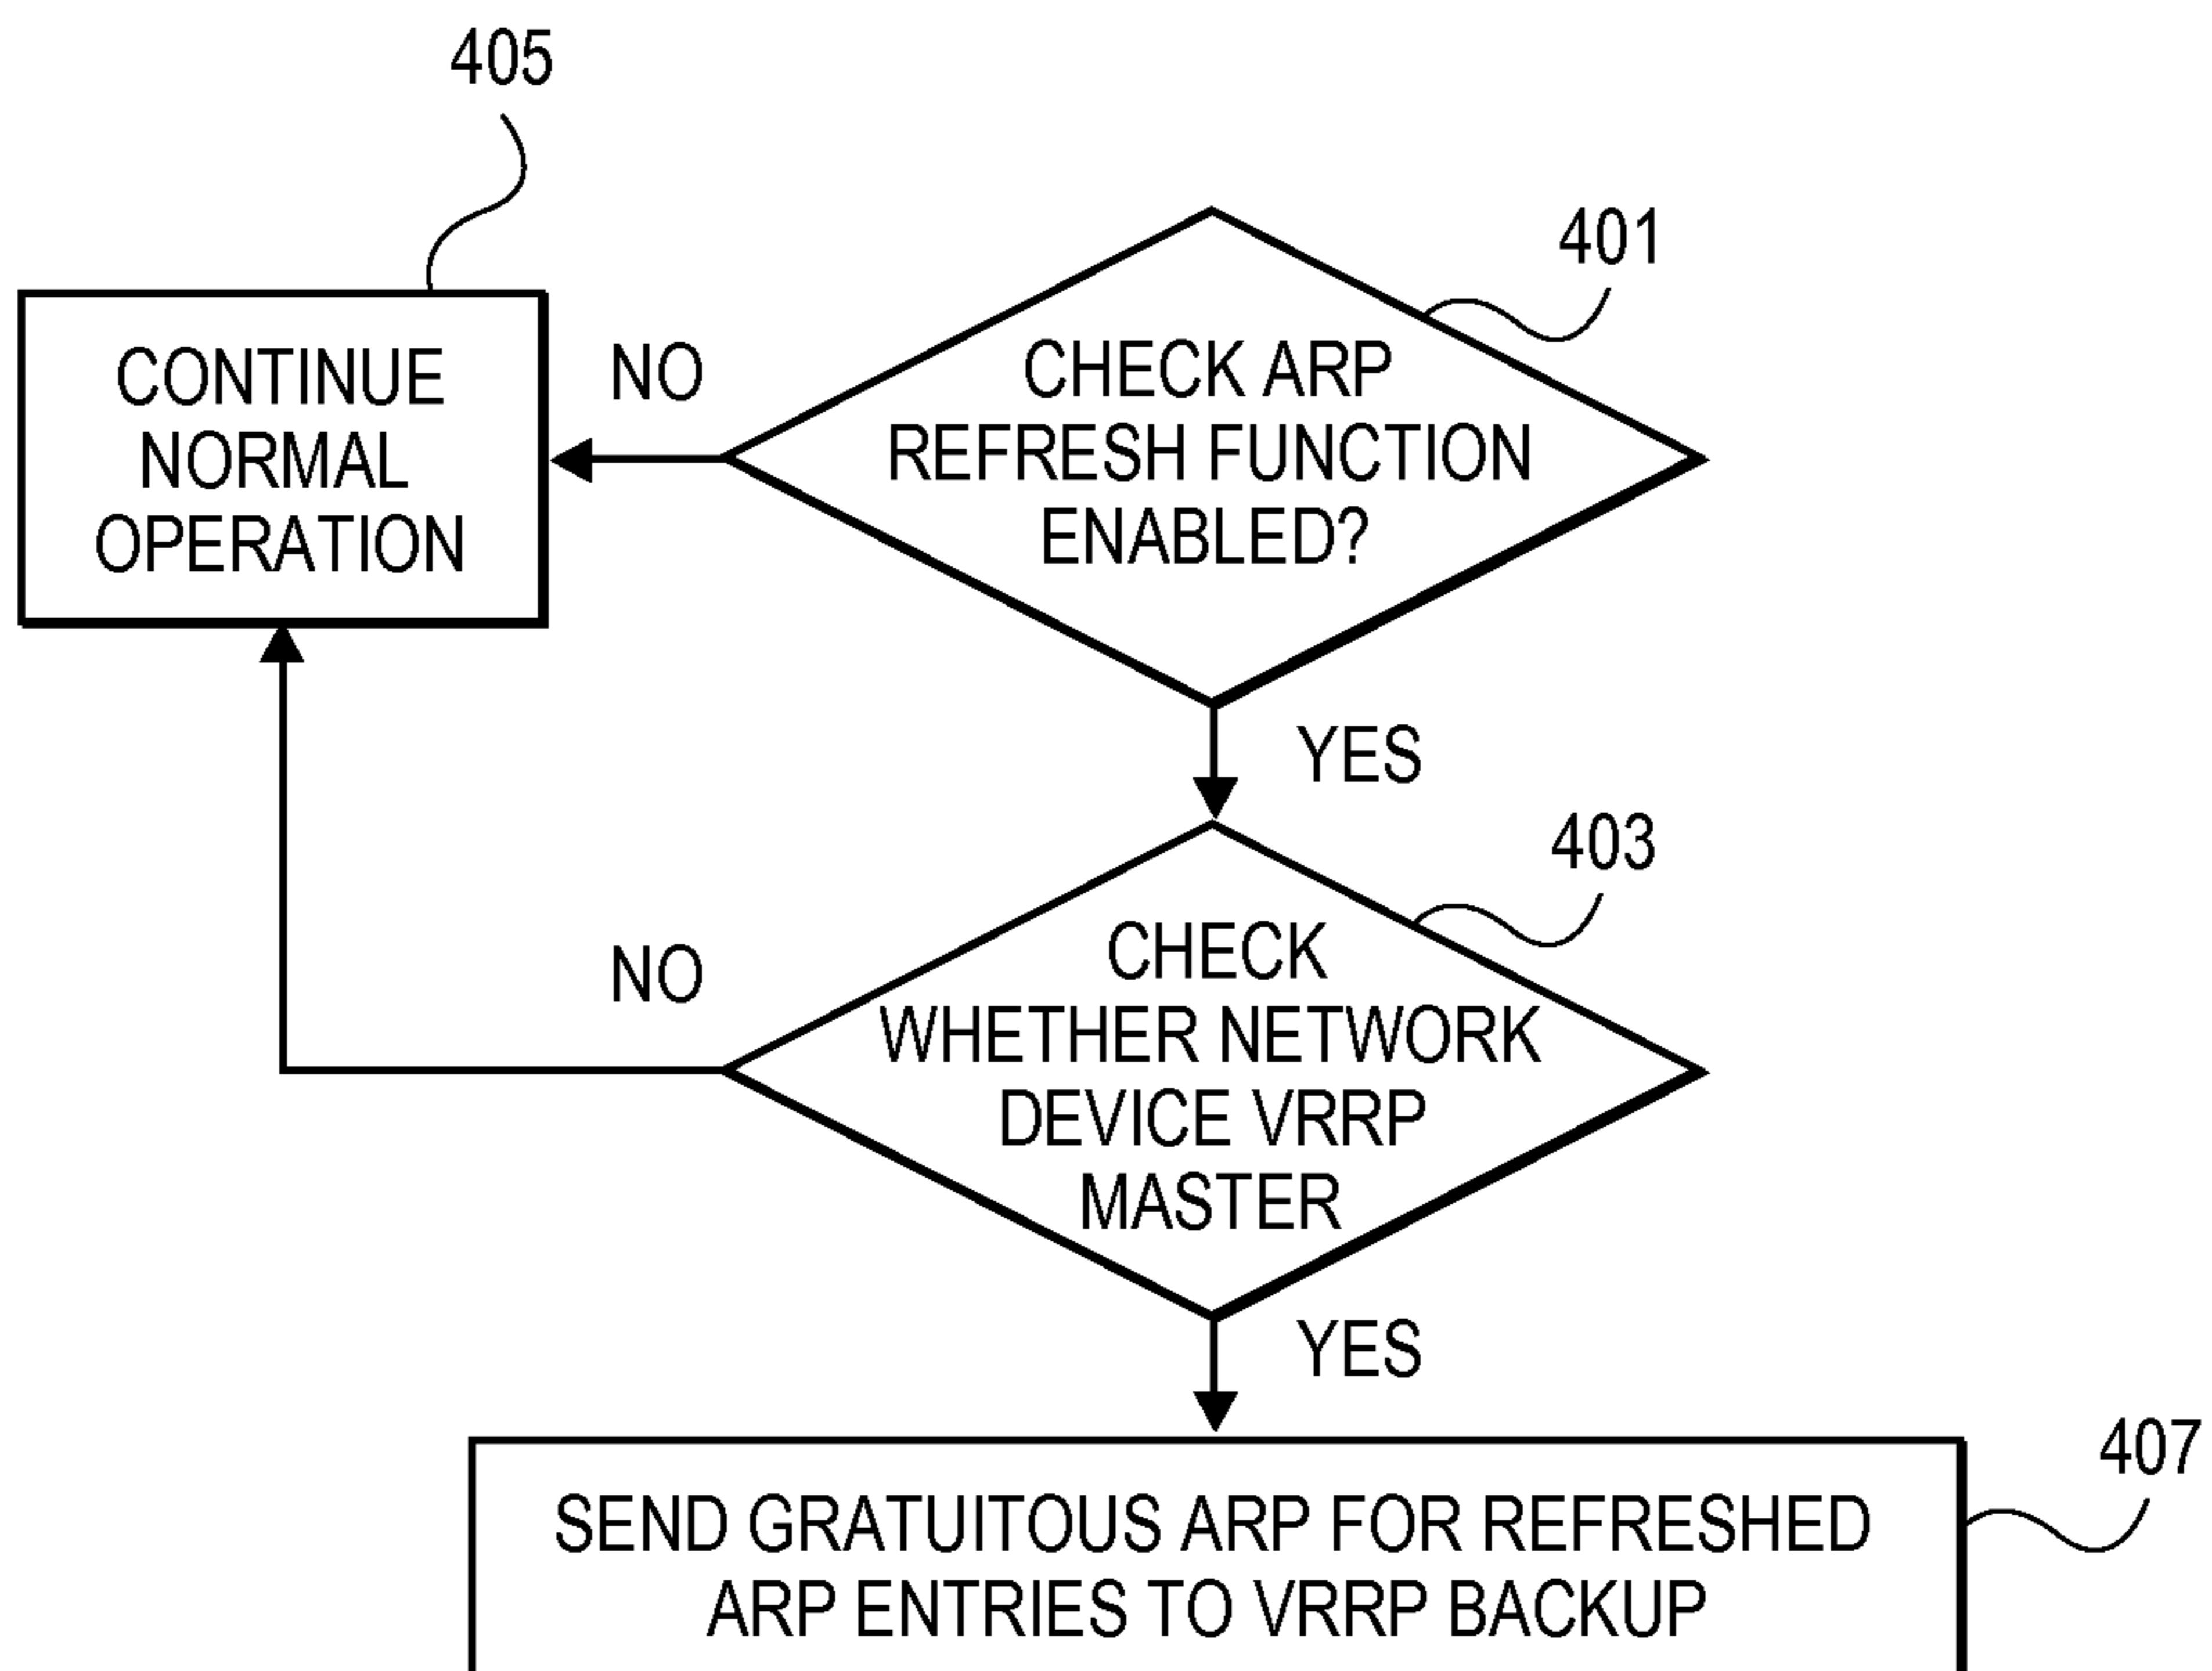 405
401
CONTINUE
NORMAL
OPERATION
NO
CHECK ARP
REFRESH FUNCTION
ENABLED?
YES
403
NO
CHECK
WHETHER NETWORK
DEVICE VRRP
MASTER
YES
407
SEND GRATUITOUS ARP FOR REFRESHED
ARP ENTRIES TO VRRP BACKUP